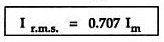 I r.m.s. = 0.707 Im